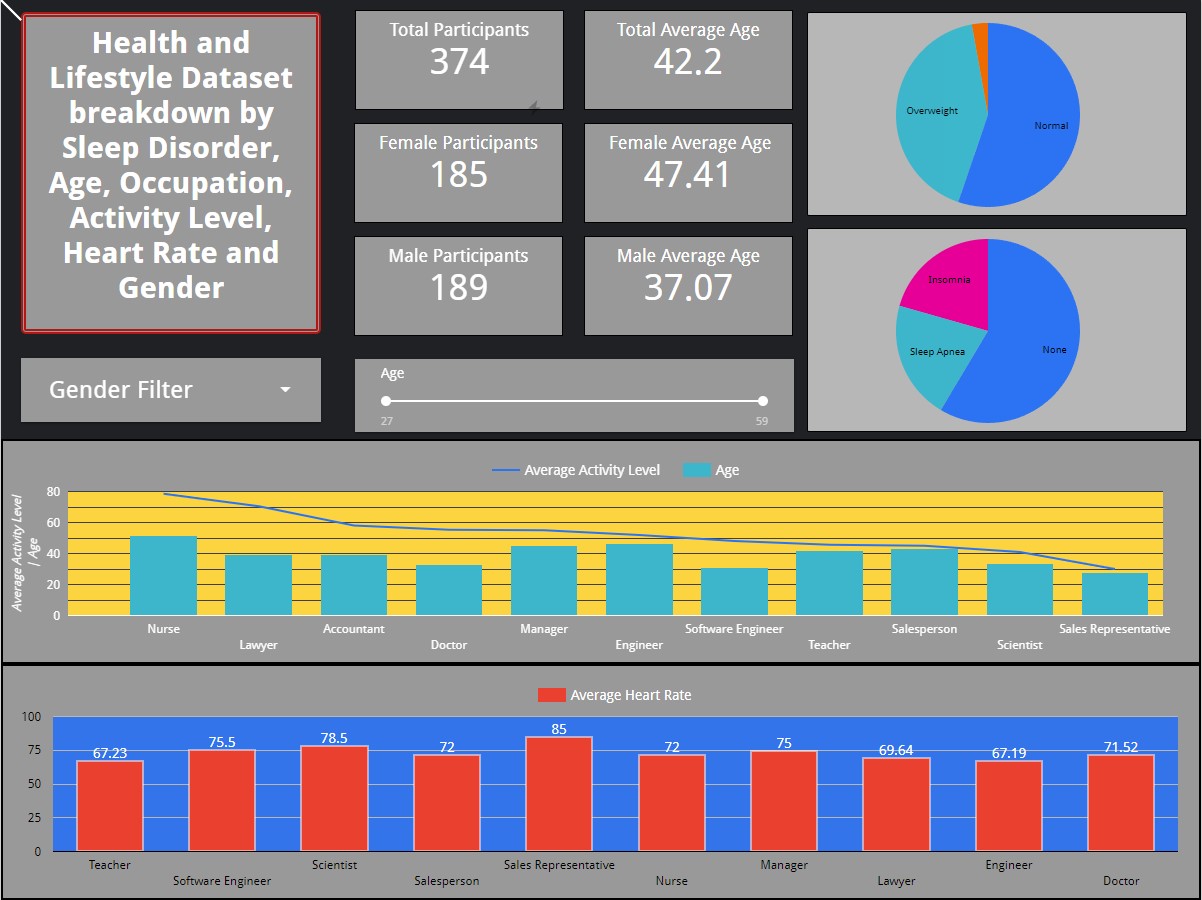 Health and
Lifestyle Dataset
breakdown by
Sleep Disorder,
Age, Occupation,
Activity Level,
Heart Rate and
Gender
Gender Filter
Total Participants
374
Total Average Age
42.2
Female Participants
185
Female Average Age
47.41
Male Participants
189
Male Average Age
37.07
Age
27
59
Overweight
Normal
Insomnia
Sleep Apnea
None
Average Activity Level
Age
Average Activity Level
| Age
80
60
40
20
0
Nurse
Lawyer
Accountant
Doctor
Manager
Engineer
Software Engineer
Teacher
Salesperson
Scientist
Sales Representative
Average Heart Rate
100
75
50
25
0
67.23
75.5
78.5
72
85
72
75
69.64
67.19
71.52
Teacher
Software Engineer
Scientist
Salesperson
Sales Representative
Nurse
Manager
Lawyer
Engineer
Doctor